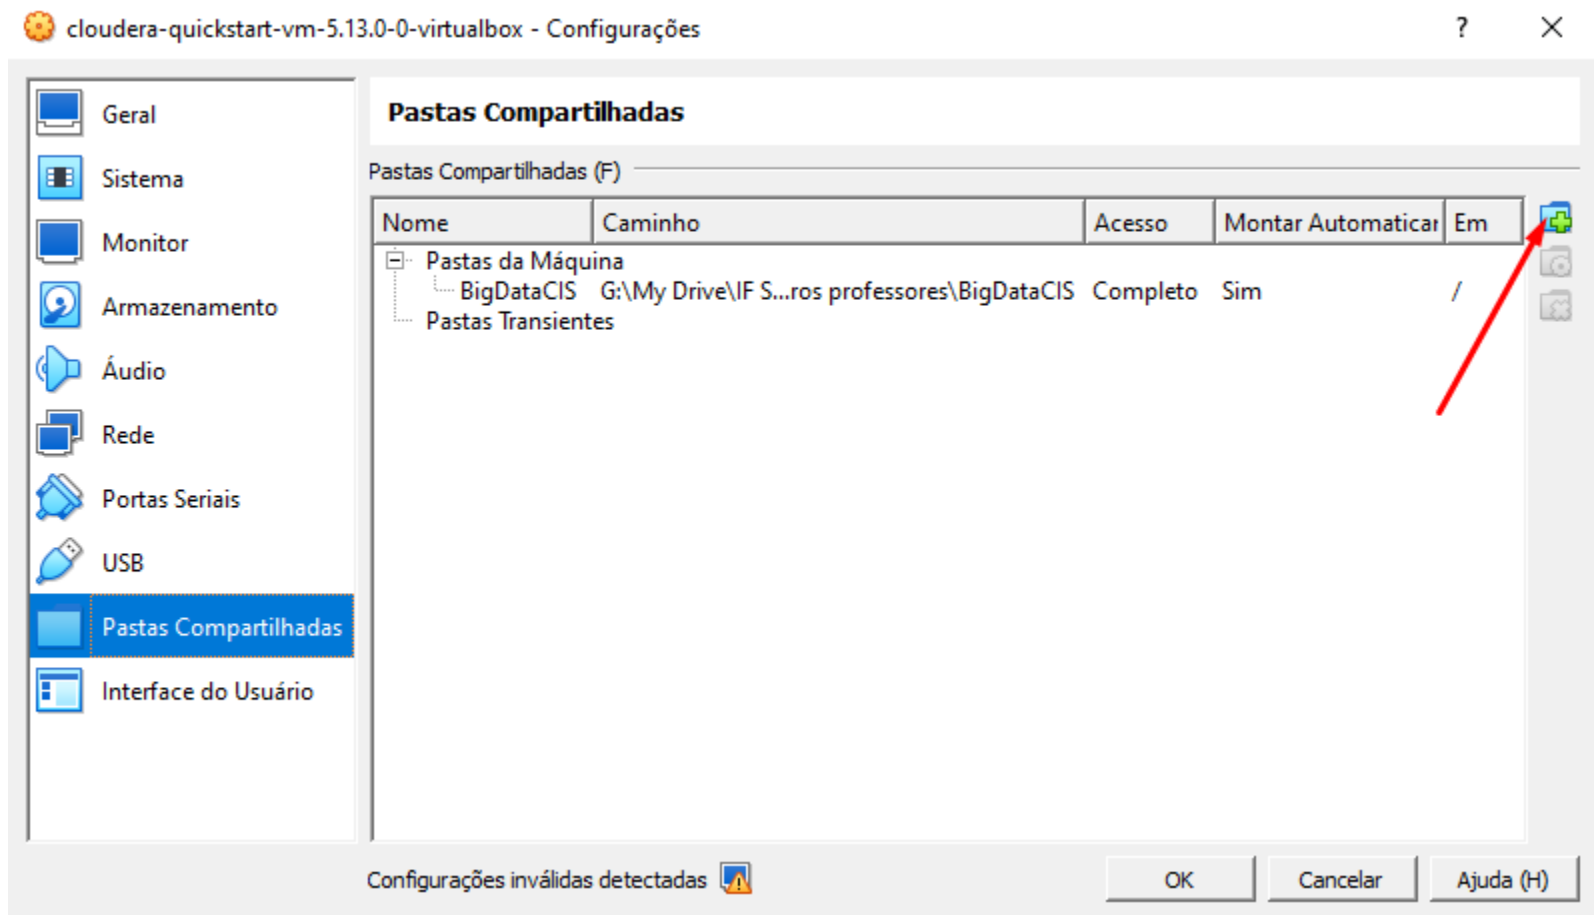 cloudera-quickstart-vm-5.13.0-0-virtualbox - Configurações ?
Geral
Sistema
Monitor
Armazenamento
Áudio
Rede
Portas Seriais
USB
Pastas Compartilhadas
Interface do Usuário
Pastas Compartilhadas
Pastas Compartilhadas (F)
Nome Caminho Acesso Montar Automaticar Em
Pastas da Máquina
BigDataCIS G:\My Drive\IF S...ros professores\BigDataCIS Completo Sim /
Pastas Transientes
Configurações inválidas detectadas
OK Cancelar Ajuda (H)